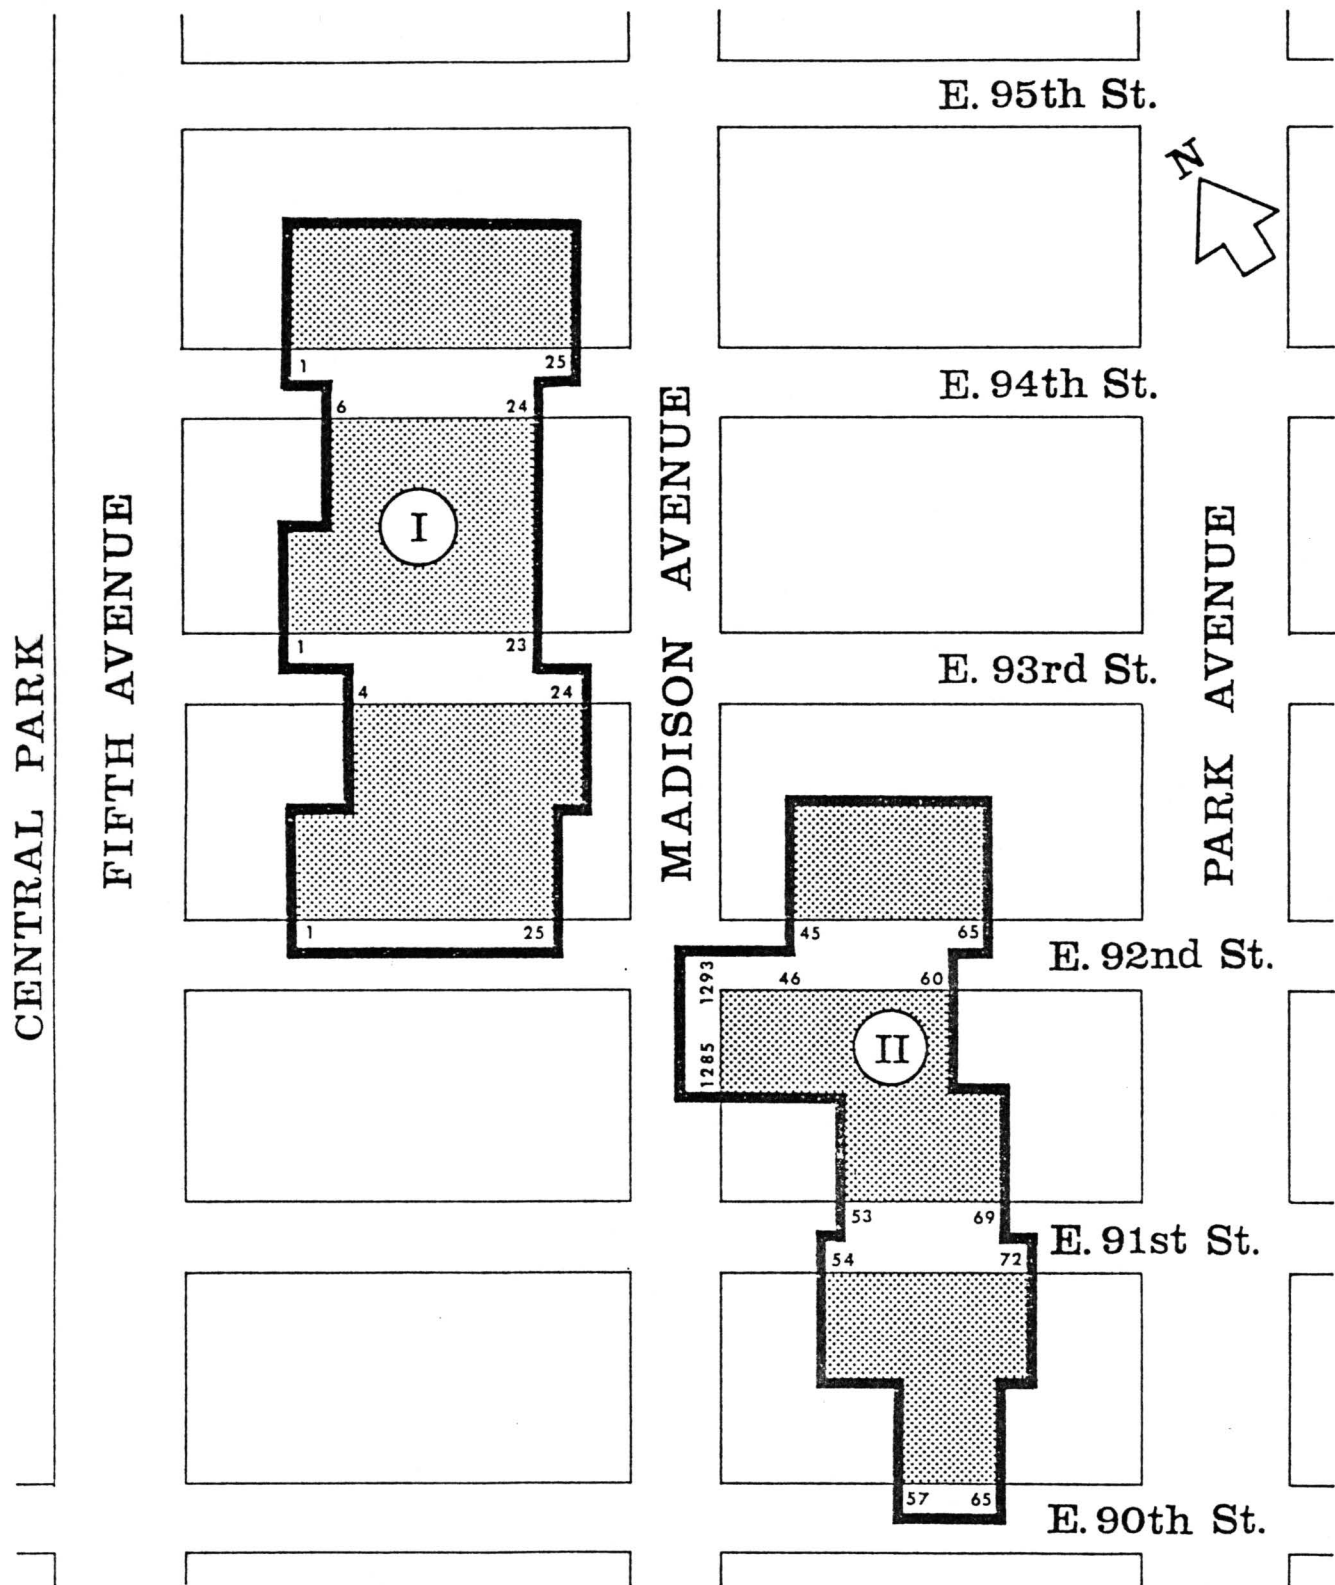 E. 95th St.
N
1 25
E. 94th St.
6 24
I
1 23
E. 93rd St.
4 24
CENTRAL PARK
FIFTH AVENUE
MADISON AVENUE
PARK AVENUE
1 25
45 65
E. 92nd St.
1293
46 60
1285
II
53 69
E. 91st St.
54 72
57 65
E. 90th St.